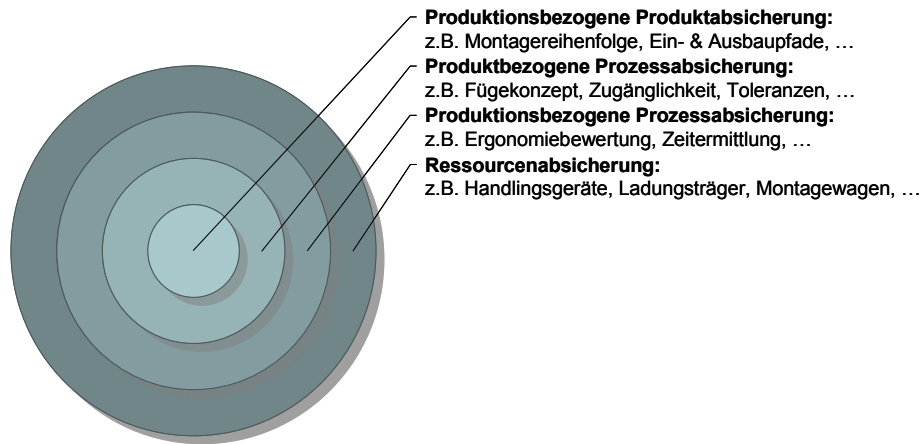 Produktionsbezogene Produktabsicherung:
z.B. Montagereihenfolge, Ein- & Ausbaupfade, …
Produktbezogene Prozessabsicherung:
z.B. Fügekonzept, Zugänglichkeit, Toleranzen, …
Produktionsbezogene Prozessabsicherung:
z.B. Ergonomiebewertung, Zeitermittlung, …
Ressourcenabsicherung:
z.B. Handlingsgeräte, Ladungsträger, Montagewagen, …